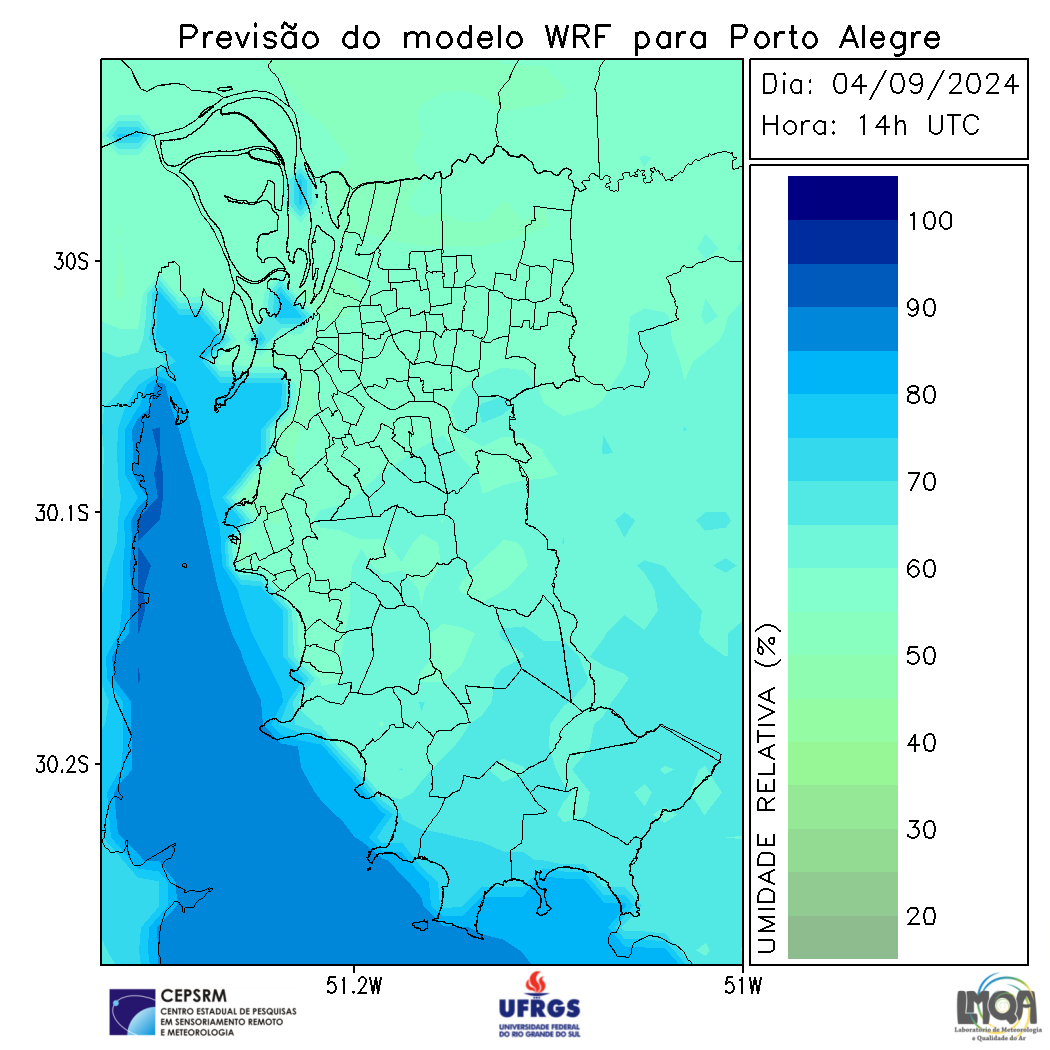 Previsão do modelo WRF para Porto Alegre
Dia: 04/09/2024
Hora: 14h UTC
30S
30.1S
30.2S
51.2W
51W
UMIDADE RELATIVA (%)
100
90
80
70
60
50
40
30
20
CEPSRM
CENTRO ESTADUAL DE PESQUISAS
EM SENSORIAMENTO REMOTO
E METEOROLOGIA
UFRGS
UNIVERSIDADE FEDERAL
DO RIO GRANDE DO SUL
LMQA
Laboratório de Meteorologia
e Qualidade do Ar